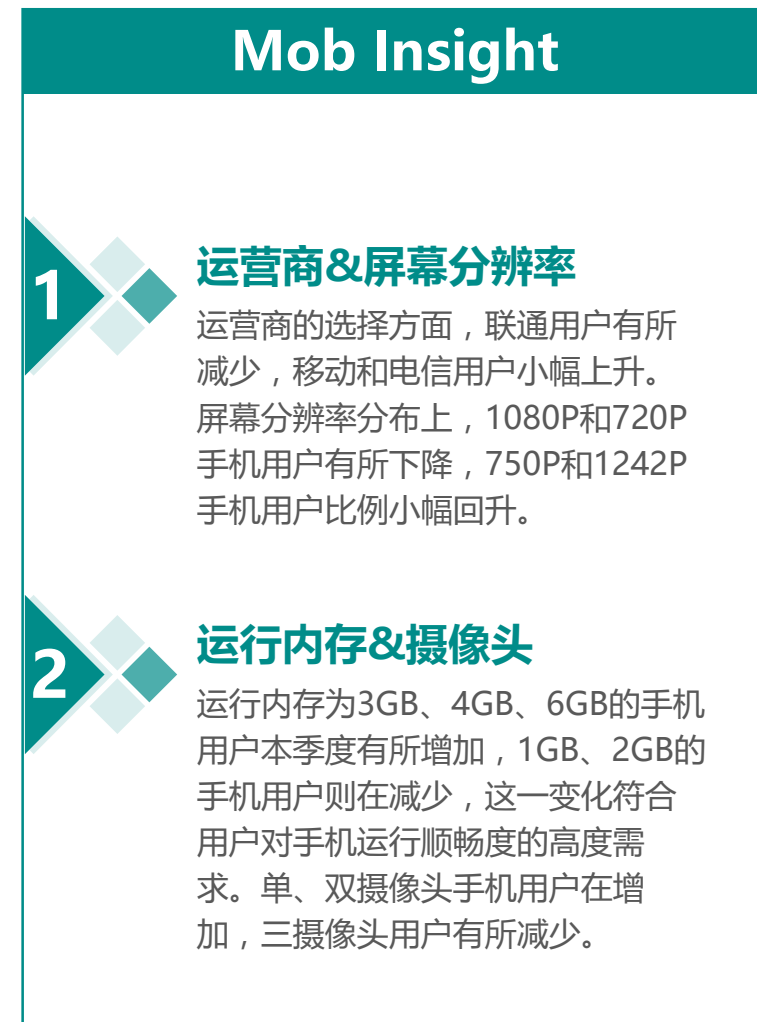 Mob Insight
1
运营商&屏幕分辨率
运营商的选择方面，联通用户有所
减少，移动和电信用户小幅上升。
屏幕分辨率分布上，1080P和720P
手机用户有所下降，750P和1242P
手机用户比例小幅回升。
2
运行内存&摄像头
运行内存为3GB、4GB、6GB的手机
用户本季度有所增加，1GB、2GB的
手机用户则在减少，这一变化符合
用户对手机运行顺畅度的高度需
求。单、双摄像头手机用户在增
加，三摄像头用户有所减少。